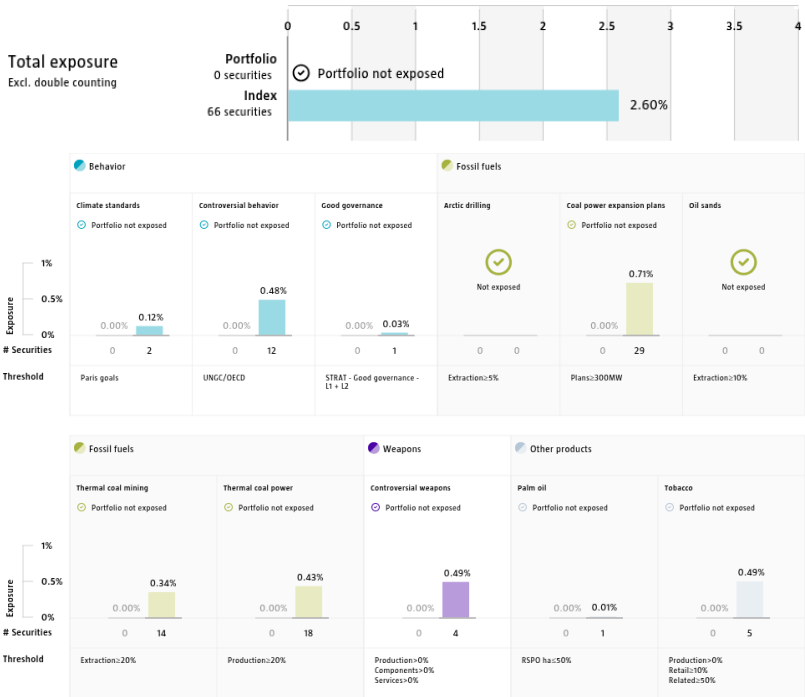 0 0.5 1 1.5 2 2.5 3 3.5 4
Total exposure
Excl. double counting
Portfolio
0 securities
Portfolio not exposed
Index
66 securities
2.60%
Behavior
Fossil fuels
Climate standards
Controversial behavior
Good governance
Arctic drilling
Coal power expansion plans
Oil sands
Portfolio not exposed
Portfolio not exposed
Portfolio not exposed
Not exposed
Portfolio not exposed
Not exposed
Exposure
1%
0.5%
0%
0.00% 0.12%
0.00% 0.48%
0.00% 0.03%
0.00% 0.71%
# Securities
0 2
0 12
0 1
0 0
0 29
0 0
Threshold
Paris goals
UNGC/OECD
STRAT - Good governance -
L1 + L2
Extraction≥5%
Plans≥300MW
Extraction≥10%
Fossil fuels
Weapons
Other products
Thermal coal mining
Thermal coal power
Controversial weapons
Palm oil
Tobacco
Portfolio not exposed
Portfolio not exposed
Portfolio not exposed
Portfolio not exposed
Portfolio not exposed
Exposure
1%
0.5%
0%
0.00% 0.34%
0.00% 0.43%
0.00% 0.49%
0.00% 0.01%
0.00% 0.49%
# Securities
0 14
0 18
0 4
0 1
0 5
Threshold
Extraction≥20%
Production≥20%
Production>0%
Components>0%
Services>0%
RSPO ha≤50%
Production>0%
Retail≥10%
Related≥50%